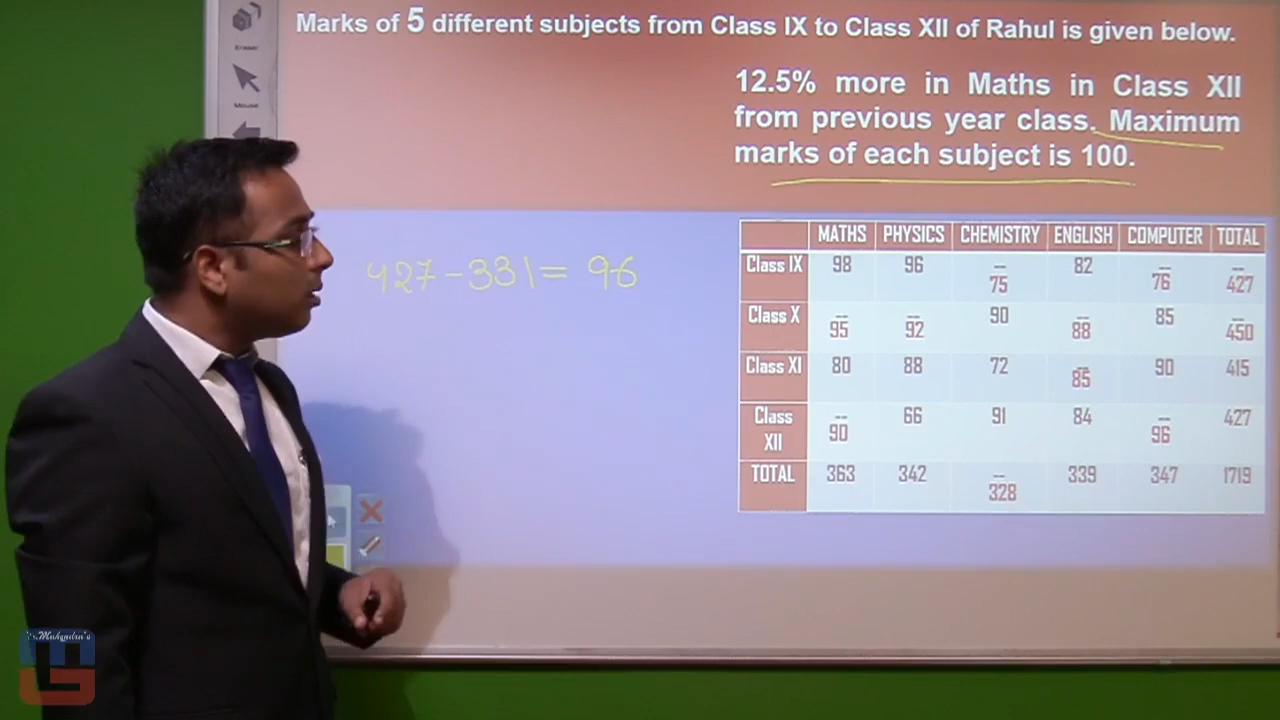 Eraser
Mouse
Marks of 5 different subjects from Class IX to Class XII of Rahul is given below.
12.5% more in Maths in Class XII
from previous year class. Maximum
marks of each subject is 100.
427 - 331 = 96
MATHS PHYSICS CHEMISTRY ENGLISH COMPUTER TOTAL
Class IX 98 96 -- 82 -- --
75 76 427
Class X -- -- 90 -- 85 --
95 92 88 450
Class XI 80 88 72 -- 90 415
85
Class -- 66 91 84 -- 427
XII 90 96
TOTAL 363 342 -- 339 347 1719
328
Mahendra's